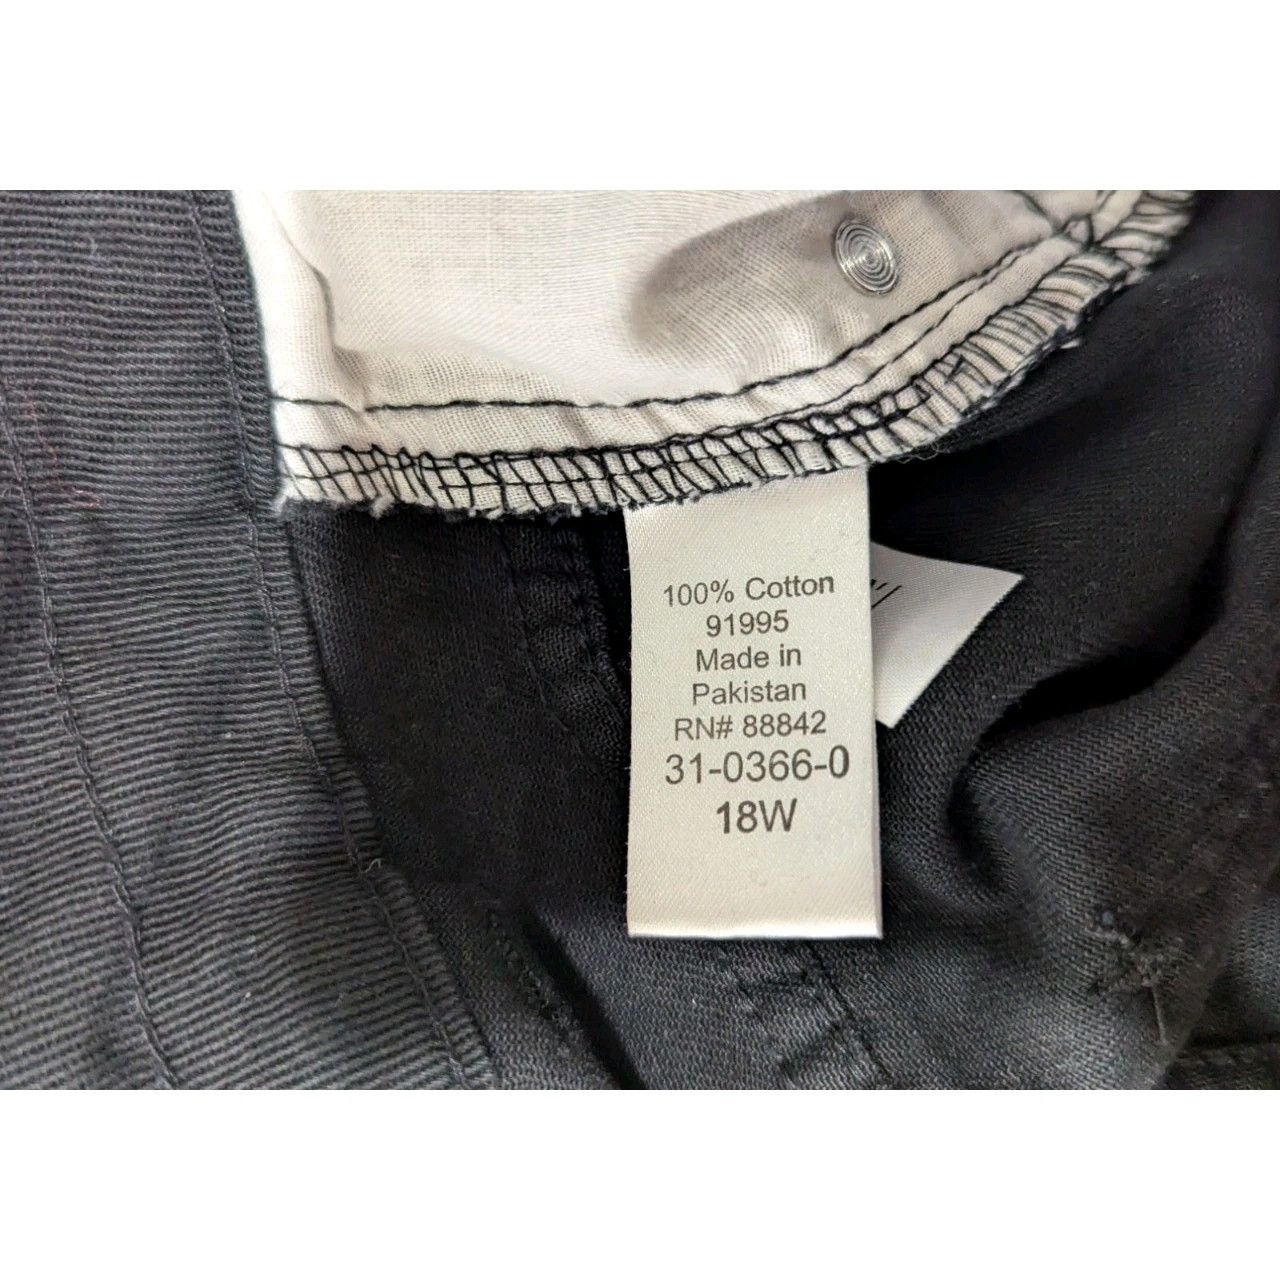 100% Cotton
91995
Made in
Pakistan
RN# 88842
31-0366-0
18W